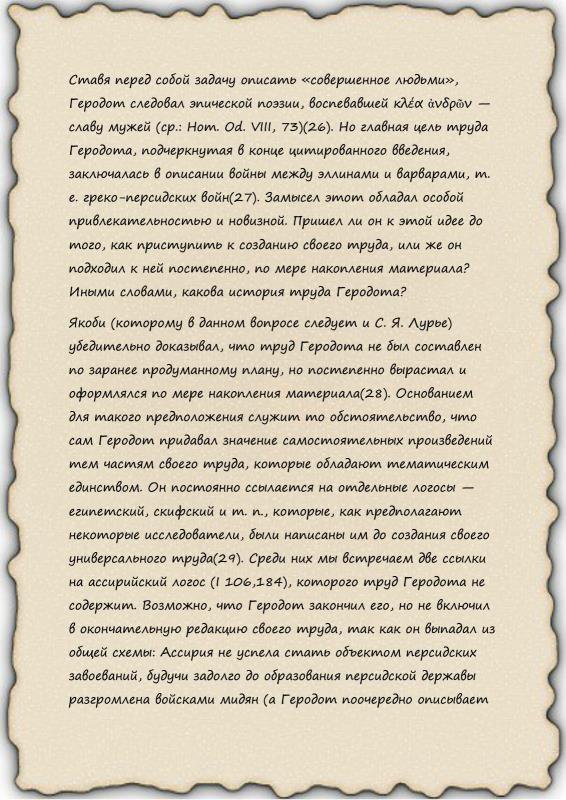 Ставя перед собой задачу описать «совершенное людьми»,
Геродот следовал эпической поэзии, воспевавшей κλέα ἀνδρῶν —
славу мужей (ср.: Hom. Od. VIII, 73)(26). Но главная цель труда
Геродота, подчеркнутая в конце цитированного введения,
заключалась в описании войны между эллинами и варварами, т.
е. греко-персидских войн(27). Замысел этот обладал особой
привлекательностью и новизной. Пришел ли он к этой идее до
того, как приступить к созданию своего труда, или же он
подходил к ней постепенно, по мере накопления материала?
Иными словами, какова история труда Геродота?
Якоби (которому в данном вопросе следует и С. Я. Лурье)
убедительно доказывал, что труд Геродота не был составлен
по заранее продуманному плану, но постепенно вырастал и
оформлялся по мере накопления материала(28). Основанием
для такого предположения служит то обстоятельство, что
сам Геродот придавал значение самостоятельных произведений
тем частям своего труда, которые обладают тематическим
единством. Он постоянно ссылается на отдельные логосы —
египетский, скифский и т. п., которые, как предполагают
некоторые исследователи, были написаны им до создания своего
универсального труда(29). Среди них мы встречаем две ссылки
на ассирийский логос (I 106,184), которого труд Геродота не
содержит. Возможно, что Геродот закончил его, но не включил
в окончательную редакцию своего труда, так как он выпадал из
общей схемы: Ассирия не успела стать объектом персидских
завоеваний, будучи задолго до образования персидской державы
разгромлена войсками мидян (а Геродот поочередно описывает